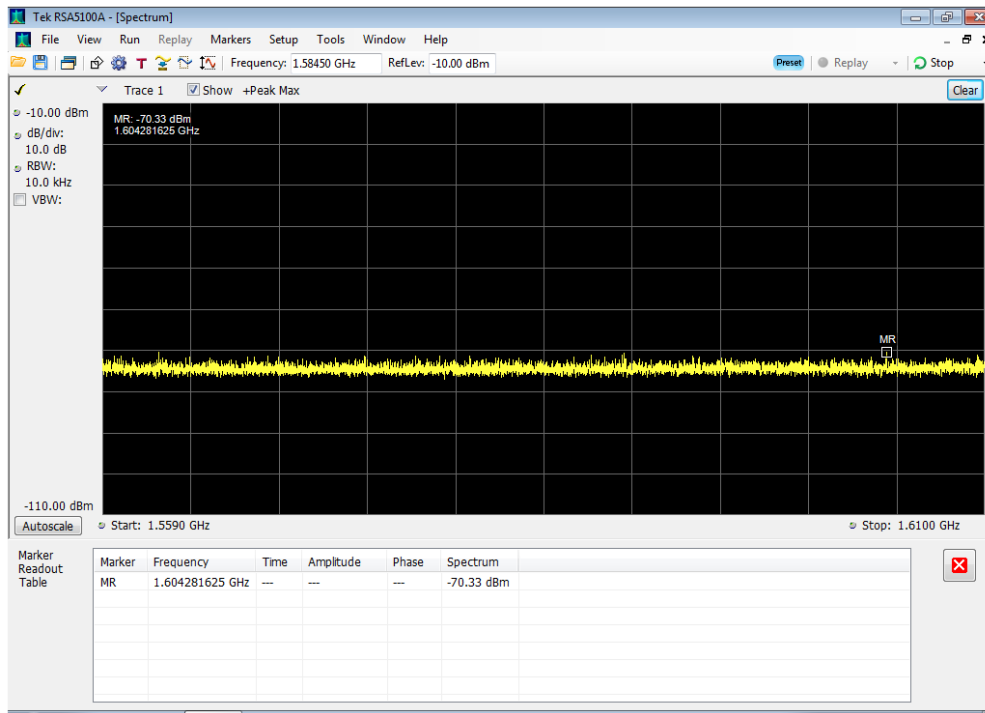 Tek RSA5100A - [Spectrum]
File View Run Replay Markers Setup Tools Window Help
T Frequency: 1.58450 GHz RefLev: -10.00 dBm Preset Replay Stop
Trace 1 Show +Peak Max Clear
-10.00 dBm
dB/div:
10.0 dB
RBW:
10.0 kHz
VBW:
MR: -70.33 dBm
1.604281625 GHz
MR
-110.00 dBm
Autoscale Start: 1.5590 GHz Stop: 1.6100 GHz
Marker
Readout
Table
Marker Frequency Time Amplitude Phase Spectrum
MR 1.604281625 GHz --- --- --- -70.33 dBm